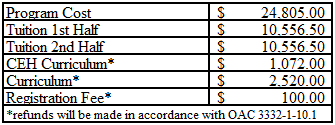 Program Cost $ 24.805.00
Tuition 1st Half $ 10.556.50
Tuition 2nd Half $ 10.556.50
CEH Curriculum* $ 1.072.00
Curriculum* $ 2.520.00
Registration Fee* $ 100.00
*refunds will be made in accordance with OAC 3332-1-10.1